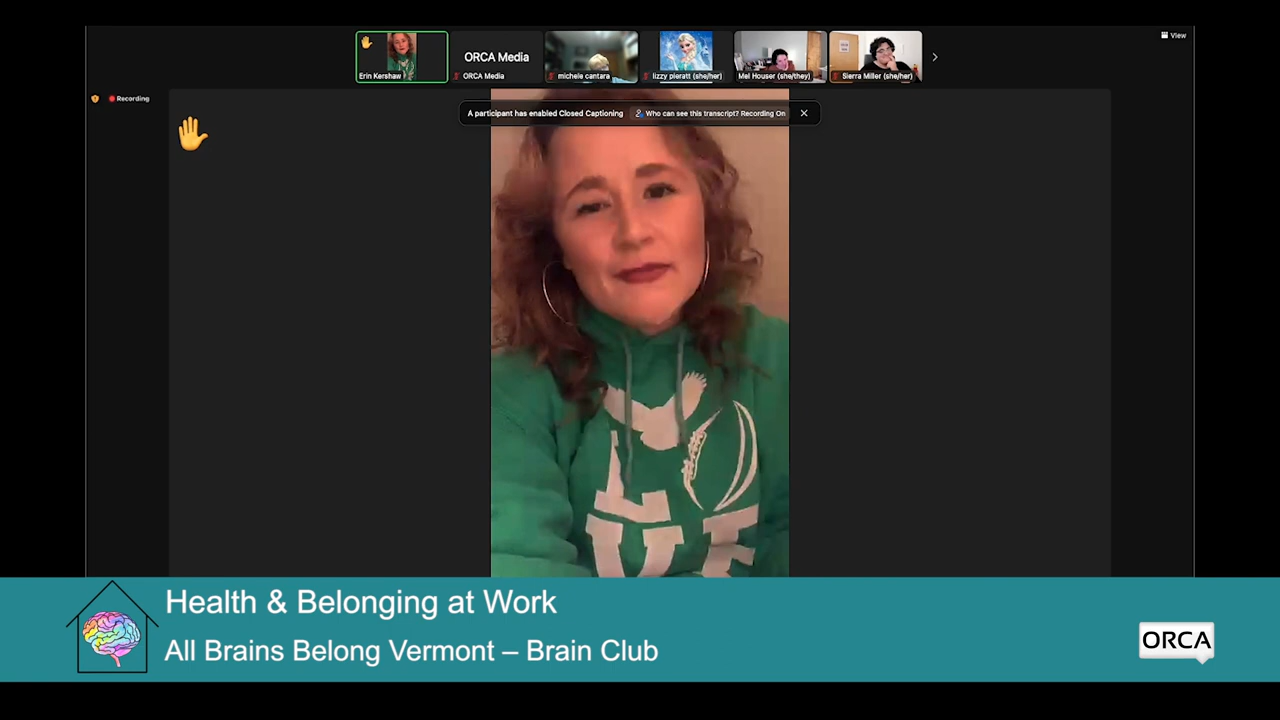 View
ORCA Media
Erin Kershaw
ORCA Media
michele cantara
lizzy pieratt (she/her)
Mel Houser (she/they)
Sierra Miller (she/her)
Recording
A participant has enabled Closed Captioning
Who can see this transcript? Recording On
LO
VE
Health & Belonging at Work
All Brains Belong Vermont – Brain Club
ORCA